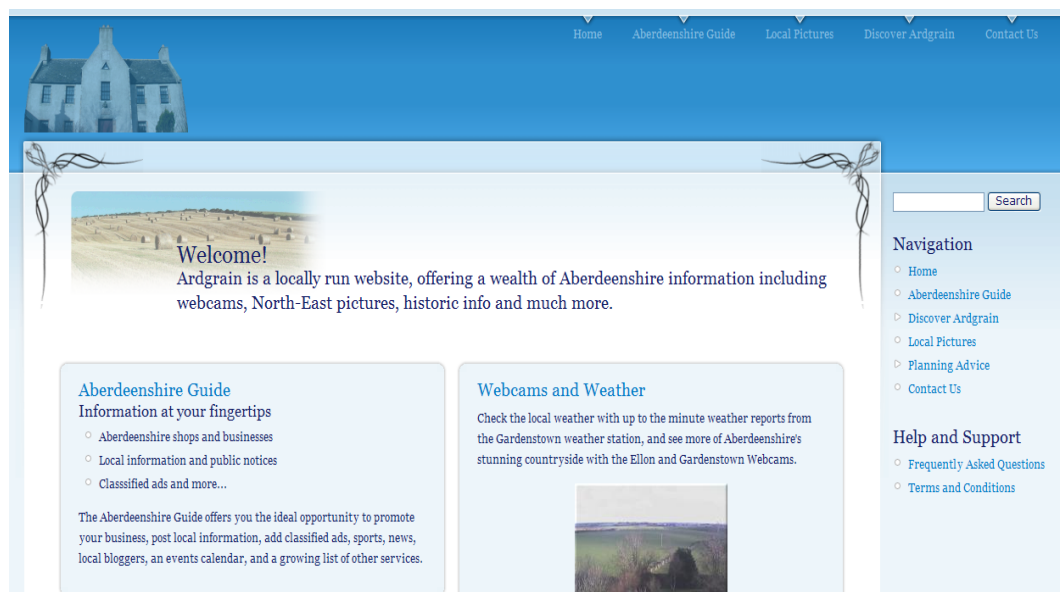 Home Aberdeenshire Guide Local Pictures Discover Ardgrain Contact Us
Search
Welcome!
Ardgrain is a locally run website, offering a wealth of Aberdeenshire information including
webcams, North-East pictures, historic info and much more.
Navigation
Home
Aberdeenshire Guide
Discover Ardgrain
Local Pictures
Planning Advice
Contact Us
Help and Support
Frequently Asked Questions
Terms and Conditions
Aberdeenshire Guide
Information at your fingertips
Aberdeenshire shops and businesses
Local information and public notices
Classsified ads and more...
The Aberdeenshire Guide offers you the ideal opportunity to promote
your business, post local information, add classified ads, sports, news,
local bloggers, an events calendar, and a growing list of other services.
Webcams and Weather
Check the local weather with up to the minute weather reports from
the Gardenstown weather station, and see more of Aberdeenshire's
stunning countryside with the Ellon and Gardenstown Webcams.